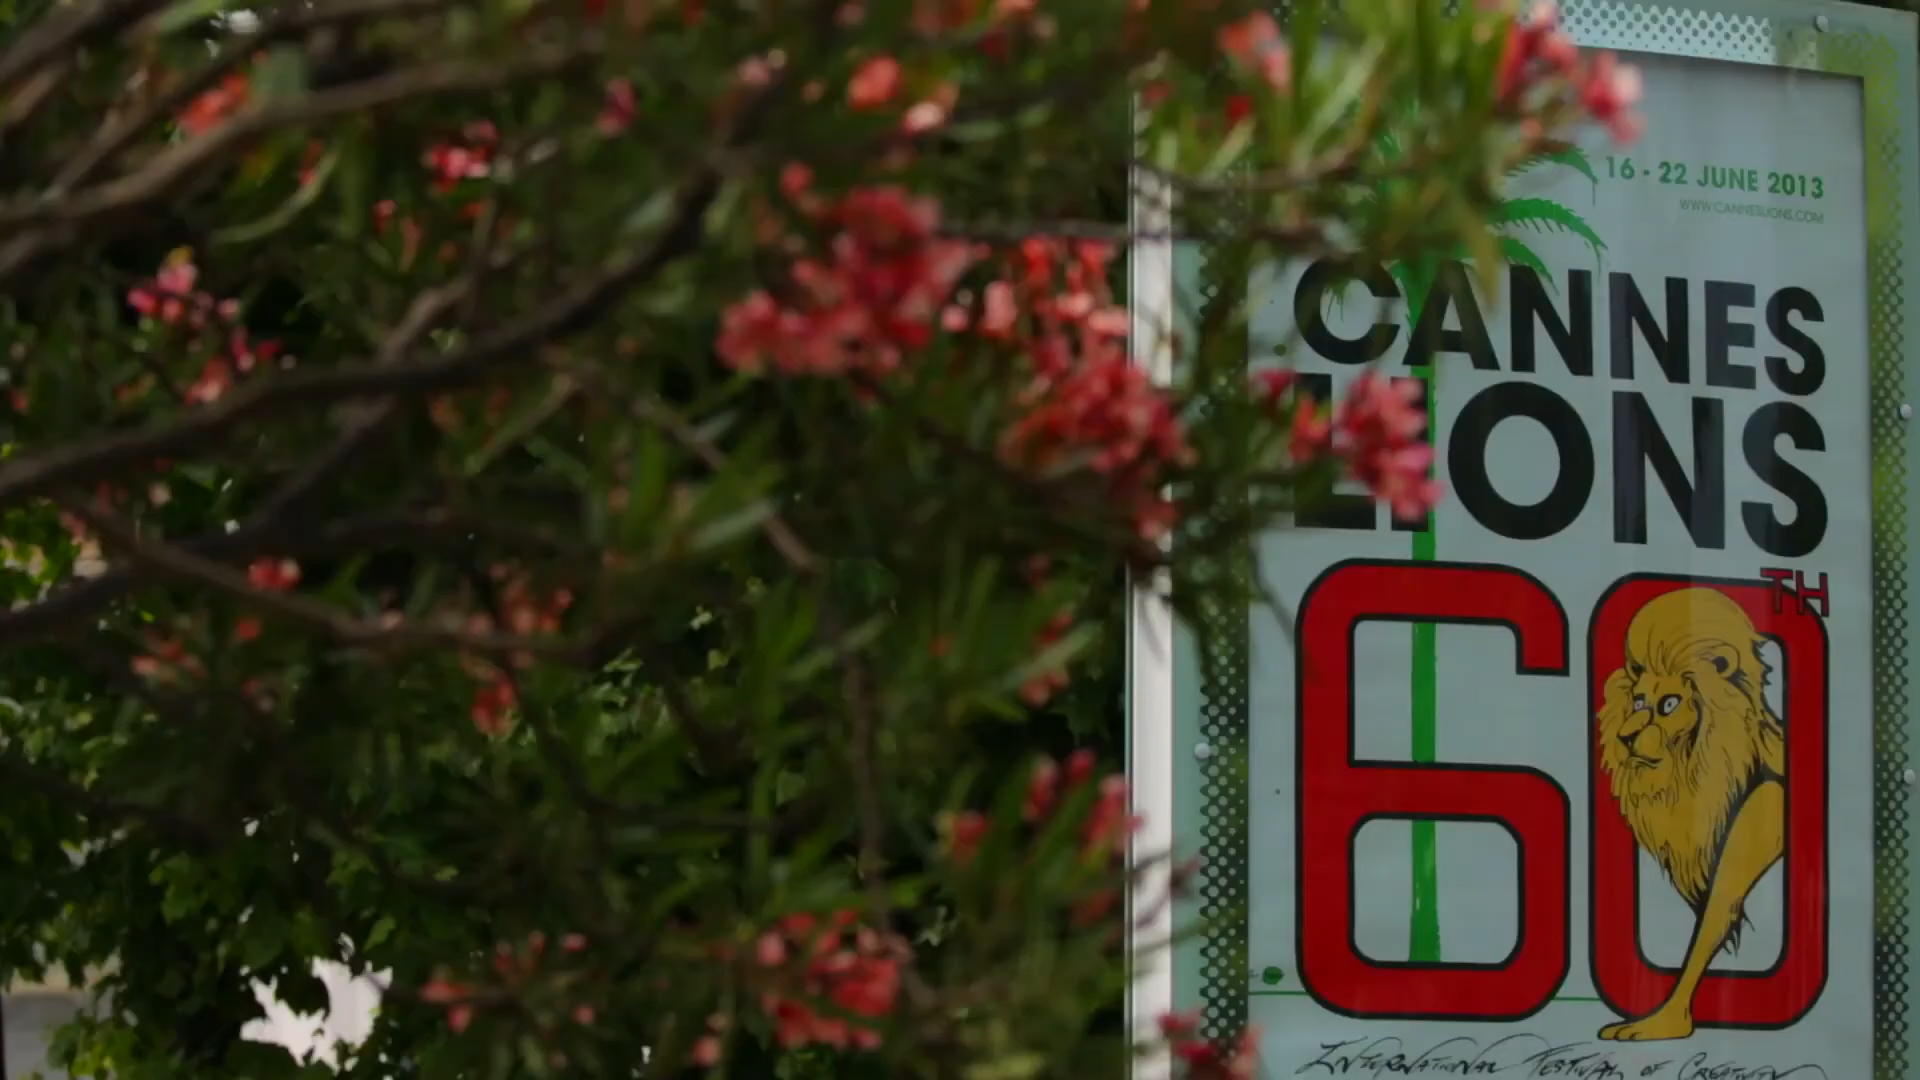 16 - 22 JUNE 2013
WWW.CANNESLIONS.COM
CANNES
LIONS
60TH
INTERNATIONAL FESTIVAL OF CREATIVITY